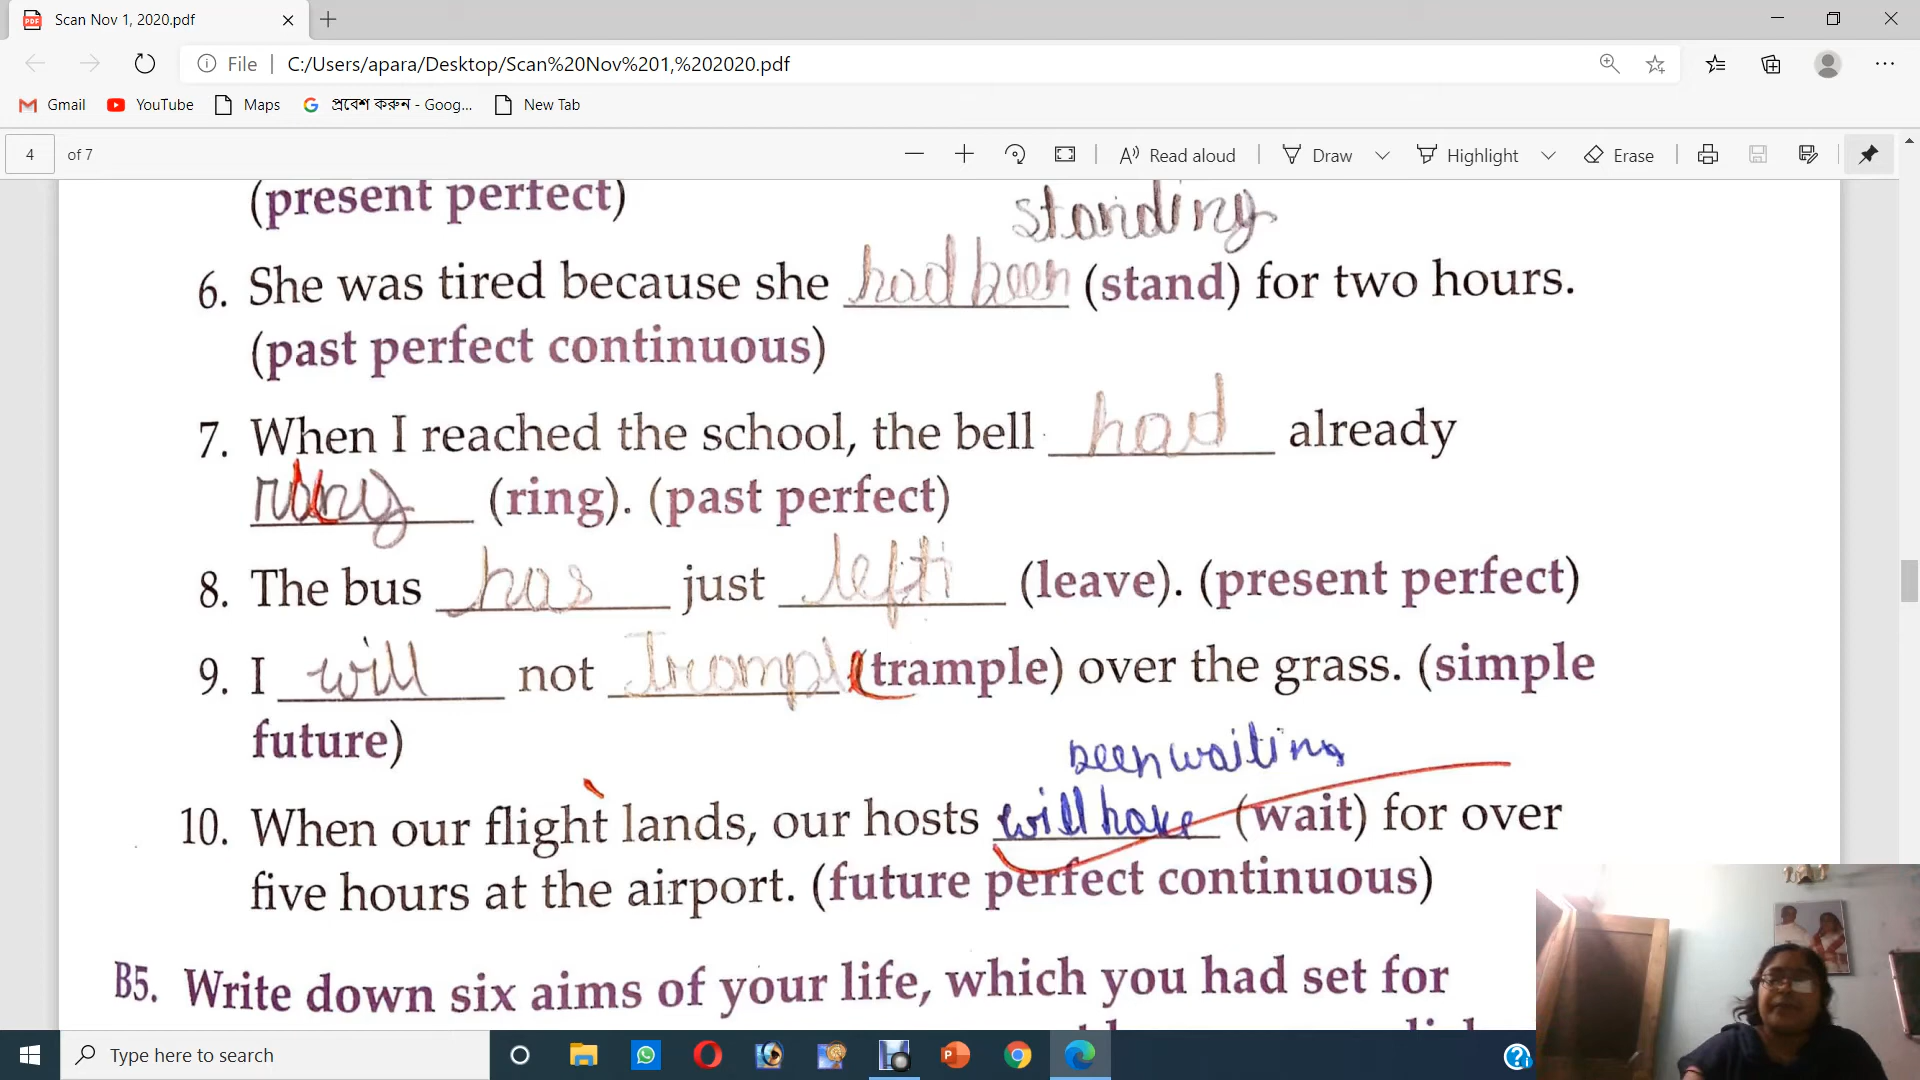 Scan Nov 1, 2020.pdf
File C:/Users/apara/Desktop/Scan%20Nov%201,%202020.pdf
Gmail YouTube Maps প্রবেশ করুন - Goog... New Tab
4 of 7 Read aloud Draw Highlight Erase
(present perfect)
standing
6. She was tired because she had been (stand) for two hours.
(past perfect continuous)
7. When I reached the school, the bell had already
(ring). (past perfect)
8. The bus has just left (leave). (present perfect)
9. I will not Trampl (trample) over the grass. (simple
future)
been waiting
10. When our flight lands, our hosts will have (wait) for over
five hours at the airport. (future perfect continuous)
B5. Write down six aims of your life, which you had set for
Type here to search